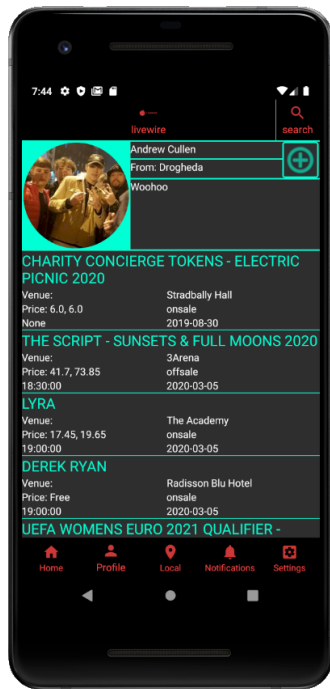 7:44
livewire
search
Andrew Cullen
From: Drogheda
Woohoo
CHARITY CONCIERGE TOKENS - ELECTRIC
PICNIC 2020
Venue: Stradbally Hall
Price: 6.0, 6.0 onsale
None 2019-08-30
THE SCRIPT - SUNSETS & FULL MOONS 2020
Venue: 3Arena
Price: 41.7, 73.85 offsale
18:30:00 2020-03-05
LYRA
Venue: The Academy
Price: 17.45, 19.65 onsale
19:00:00 2020-03-05
DEREK RYAN
Venue: Radisson Blu Hotel
Price: Free onsale
19:00:00 2020-03-05
UEFA WOMENS EURO 2021 QUALIFIER -
Home Profile Local Notifications Settings